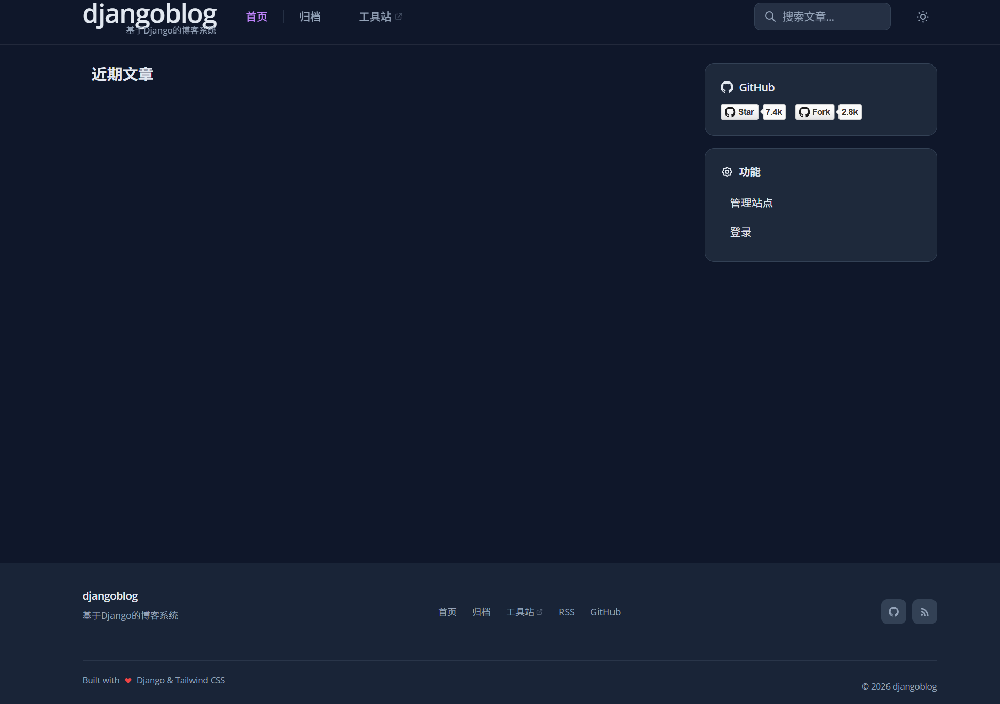 djangoblog
基于Django的博客系统
首页
归档
工具站
搜索文章...
近期文章
GitHub
Star 7.4k Fork 2.8k
功能
管理站点
登录
djangoblog
基于Django的博客系统
首页 归档 工具站 RSS GitHub
Built with ❤ Django & Tailwind CSS
© 2026 djangoblog